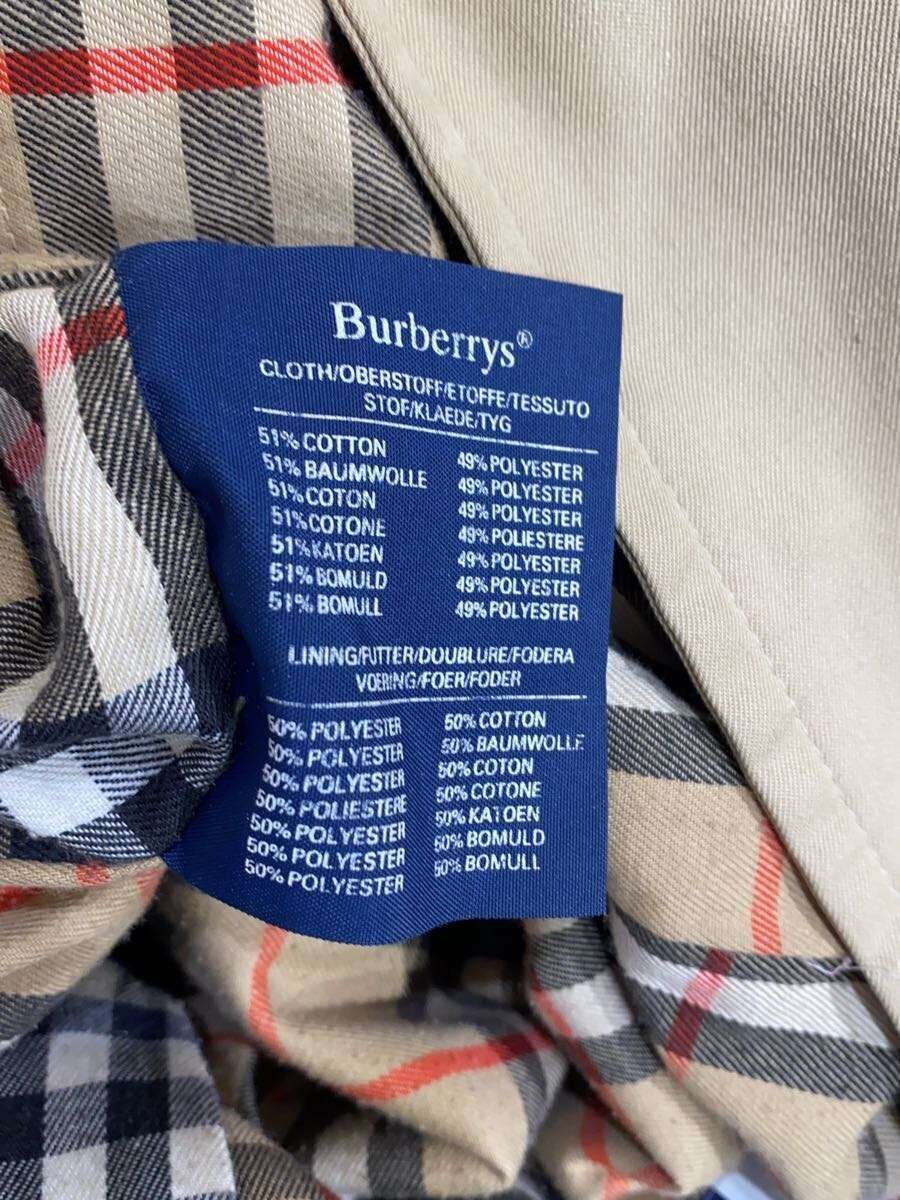 Burberrys®
CLOTH/OBERSTOFF/ETOFFE/TESSUTO
STOF/KLAEDE/TYG
51% COTTON 49% POLYESTER
51% BAUMWOLLE 49% POLYESTER
51% COTON 49% POLYESTER
51% COTONE 49% POLIESTERE
51% KATOEN 49% POLYESTER
51% BOMULD 49% POLYESTER
51% BOMULL 49% POLYESTER
LINING/FUTTER/DOUBLURE/FODERA
VOERING/FOER/FODER
50% POLYESTER 50% COTTON
50% POLYESTER 50% BAUMWOLLE
50% POLYESTER 50% COTON
50% POLIESTERE 50% COTONE
50% POLYESTER 50% KATOEN
50% POLYESTER 50% BOMULD
50% POLYESTER 50% BOMULL